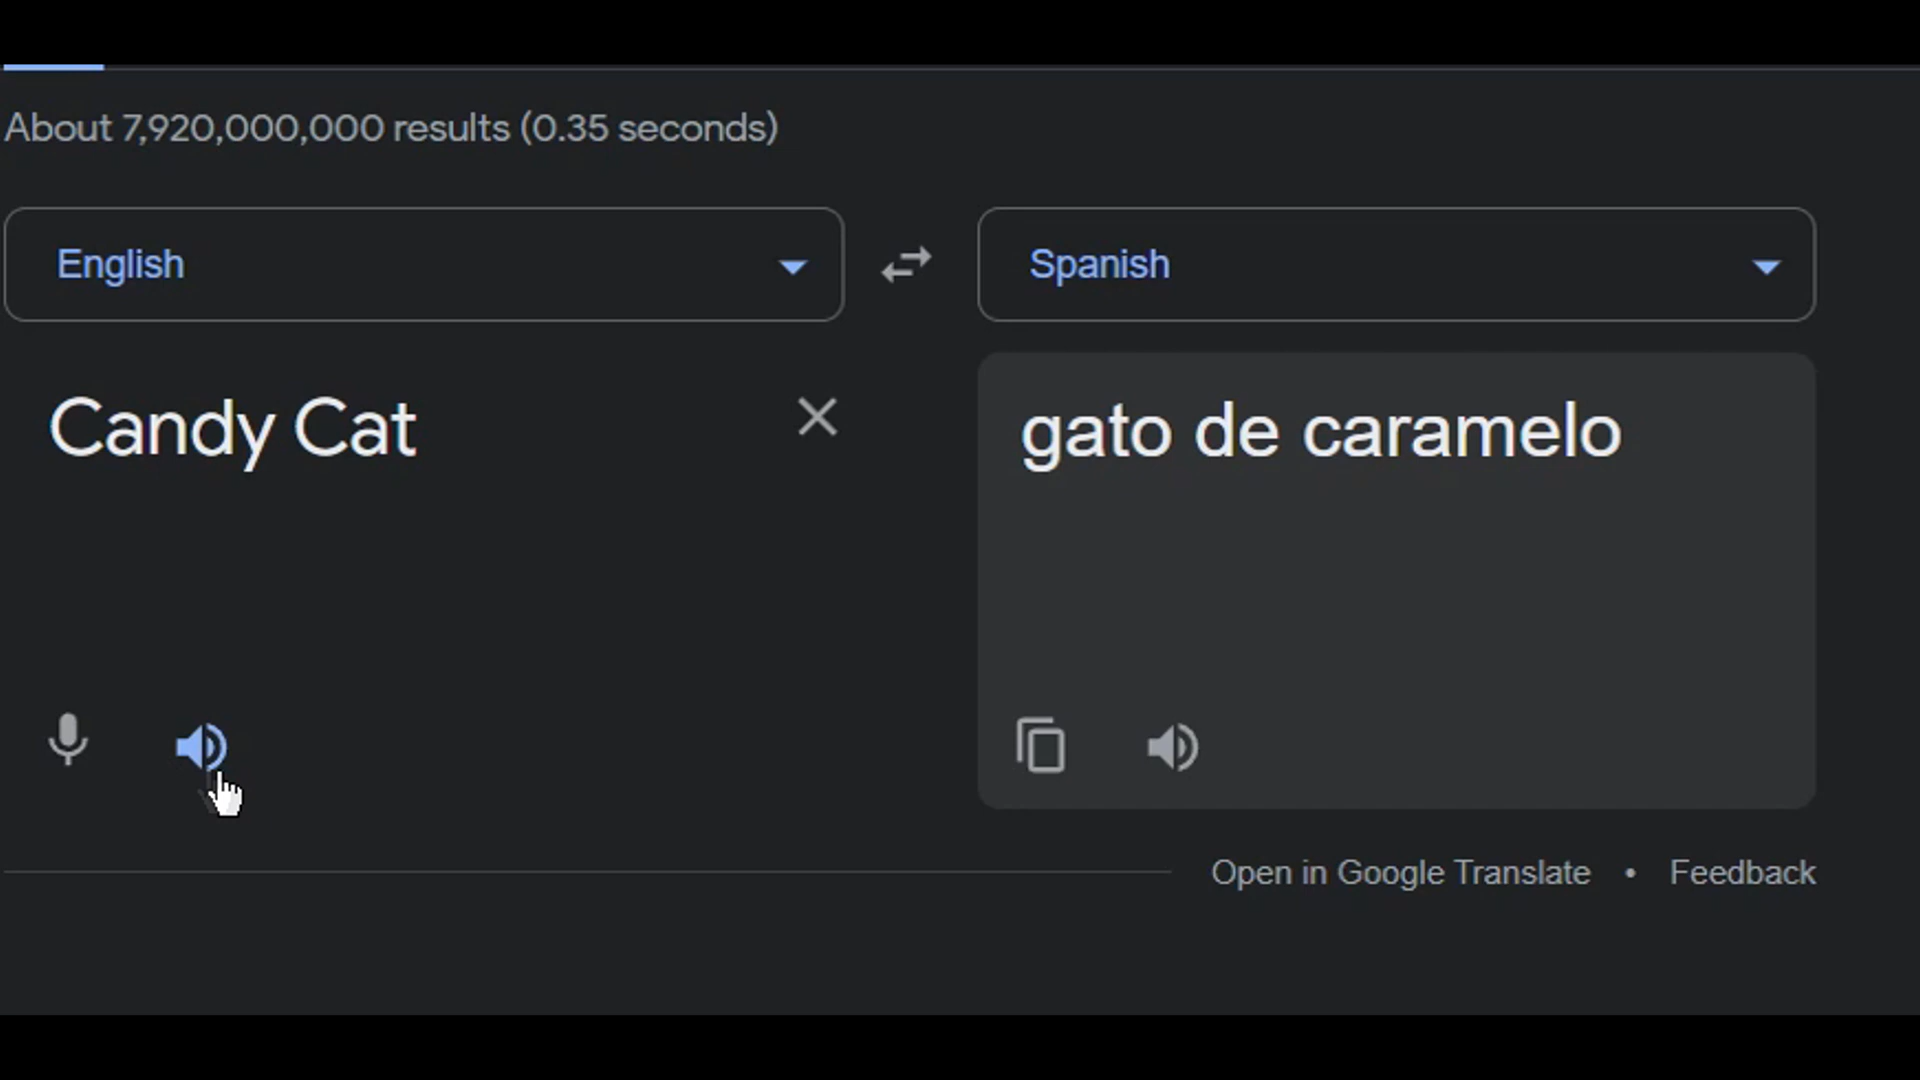 About 7,920,000,000 results (0.35 seconds)
English
Spanish
Candy Cat
gato de caramelo
Open in Google Translate • Feedback